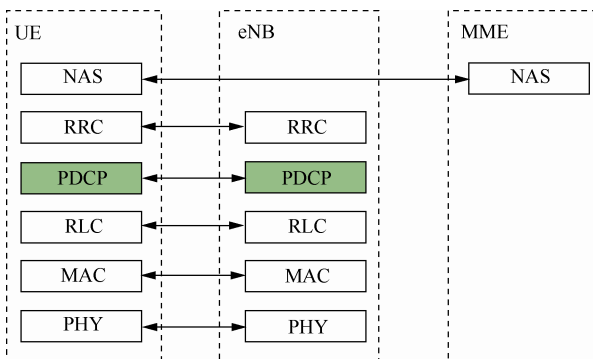 UE eNB MME
NAS NAS
RRC RRC
PDCP PDCP
RLC RLC
MAC MAC
PHY PHY